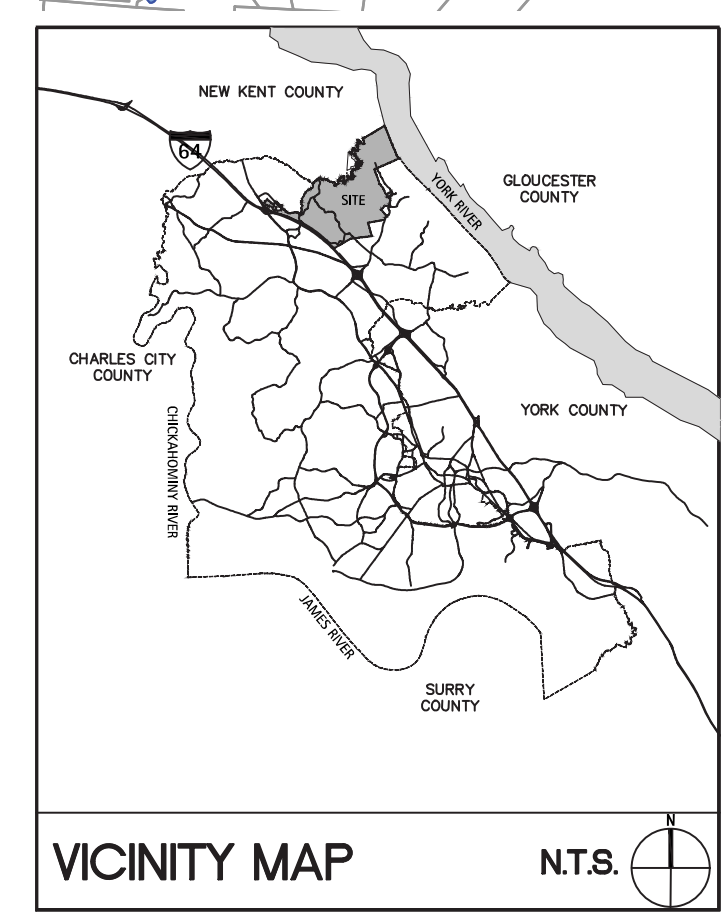 NEW KENT COUNTY
64
SITE
YORK RIVER
GLOUCESTER
COUNTY
CHARLES CITY
COUNTY
CHICKAHOMINY RIVER
YORK COUNTY
JAMES RIVER
SURRY
COUNTY
VICINITY MAP
N.T.S.
N